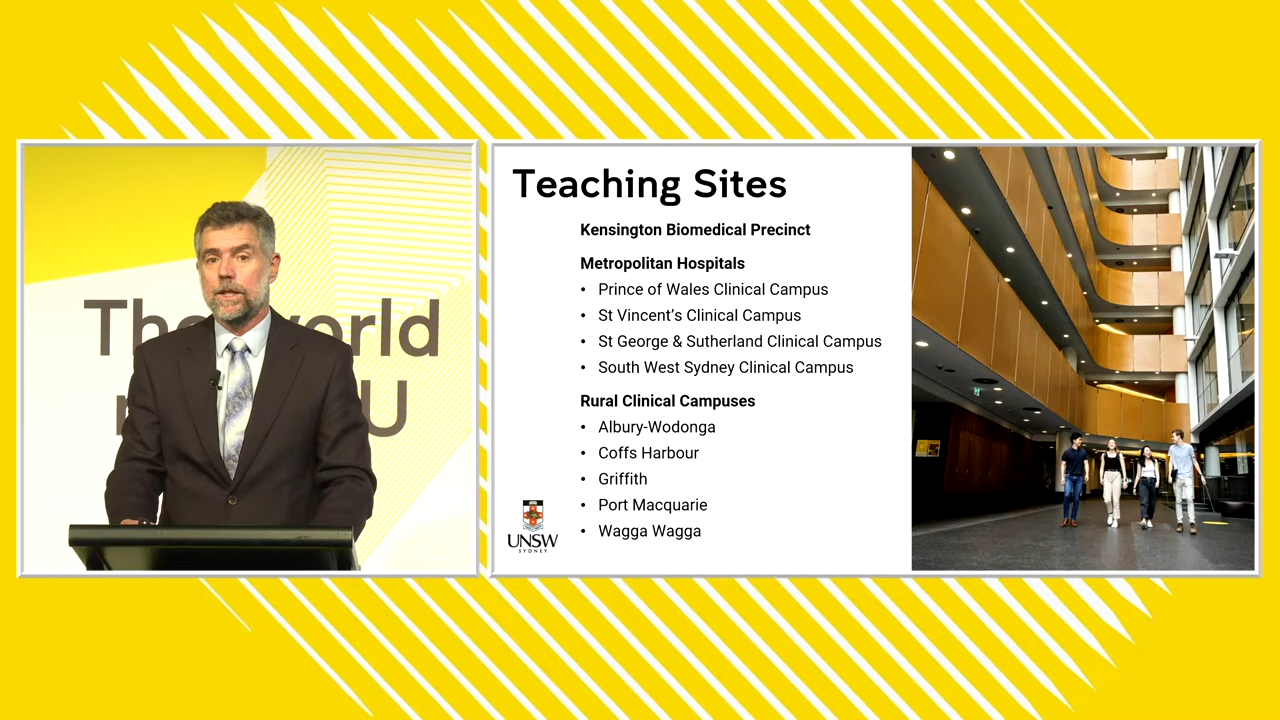 The world
U
Teaching Sites
Kensington Biomedical Precinct
Metropolitan Hospitals
• Prince of Wales Clinical Campus
• St Vincent’s Clinical Campus
• St George & Sutherland Clinical Campus
• South West Sydney Clinical Campus
Rural Clinical Campuses
• Albury-Wodonga
• Coffs Harbour
• Griffith
• Port Macquarie
• Wagga Wagga
UNSW
SYDNEY